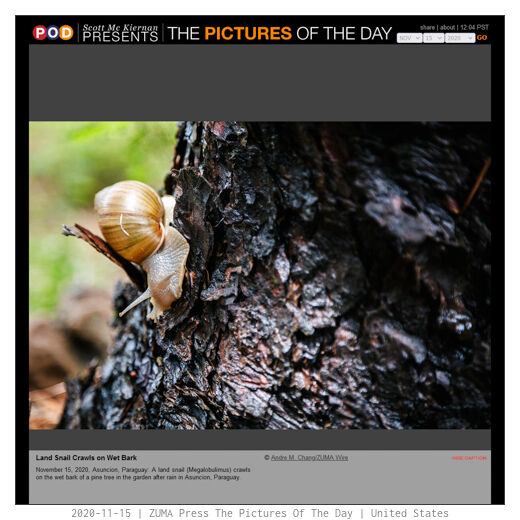 POD
Scott Mc Kiernan
PRESENTS
THE PICTURES OF THE DAY
share | about | 12:04 PST
NOV 15 2020 GO
Land Snail Crawls on Wet Bark
© Andre M. Chang/ZUMA Wire
HIDE CAPTION
November 15, 2020, Asuncion, Paraguay: A land snail (Megalobulimus) crawls
on the wet bark of a pine tree in the garden after rain in Asuncion, Paraguay.
2020-11-15 | ZUMA Press The Pictures Of The Day | United States